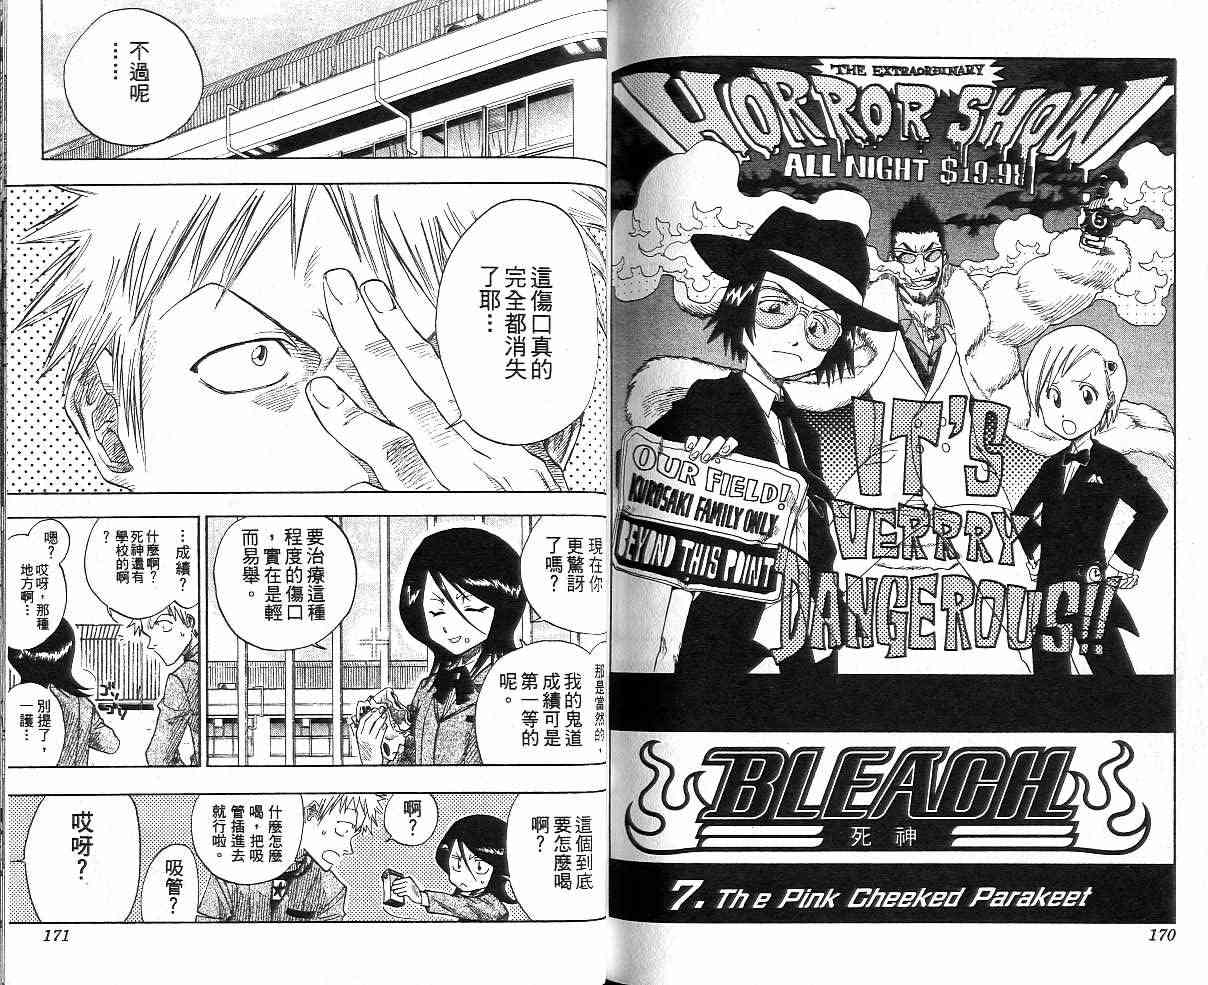 THE EXTRAORDINARY
HORROR SHOW
ALL NIGHT $19.98
OUR FIELD!
KUROSAKI FAMILY ONLY
BEYOND THIS POINT
IT'S
VERRRY
DANGEROUS!!
BLEACH
死神
7. The Pink Cheeked Parakeet
170
不過呢
……
這傷口真的
完全都消失
了耶…
現在你
更驚訝
了嗎？
那是當然的，
我的鬼道
成績可是
第一等的
呢。
要治療這種
程度的傷口
，實在是輕
而易舉。
…成績？
什麼啊？
死神還有
學校的啊
？
嗯？
哎呀，那種
地方啊…
別提了，
一護…
這個到底
要怎麼喝
啊？
啊？
什麼怎麼
喝，把吸
管插進去
就行啦。
吸管？
哎呀？
171